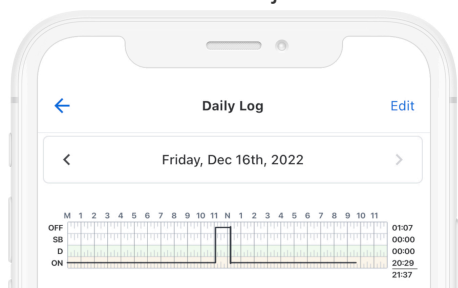 Daily Log
Edit
Friday, Dec 16th, 2022
M 1 2 3 4 5 6 7 8 9 10 11 N 1 2 3 4 5 6 7 8 9 10 11
OFF 01:07
SB 00:00
D 00:00
ON 20:29
21:37